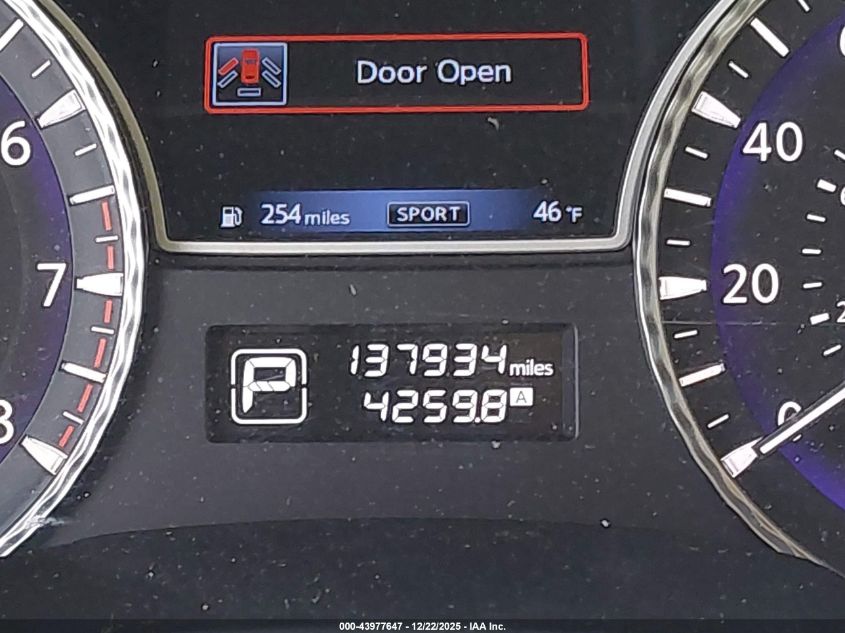 Door Open
254 miles SPORT 46 °F
6
7
8
40
20
0
P
137934 miles
4259.8 A
000-43977647 - 12/22/2025 - IAA Inc.